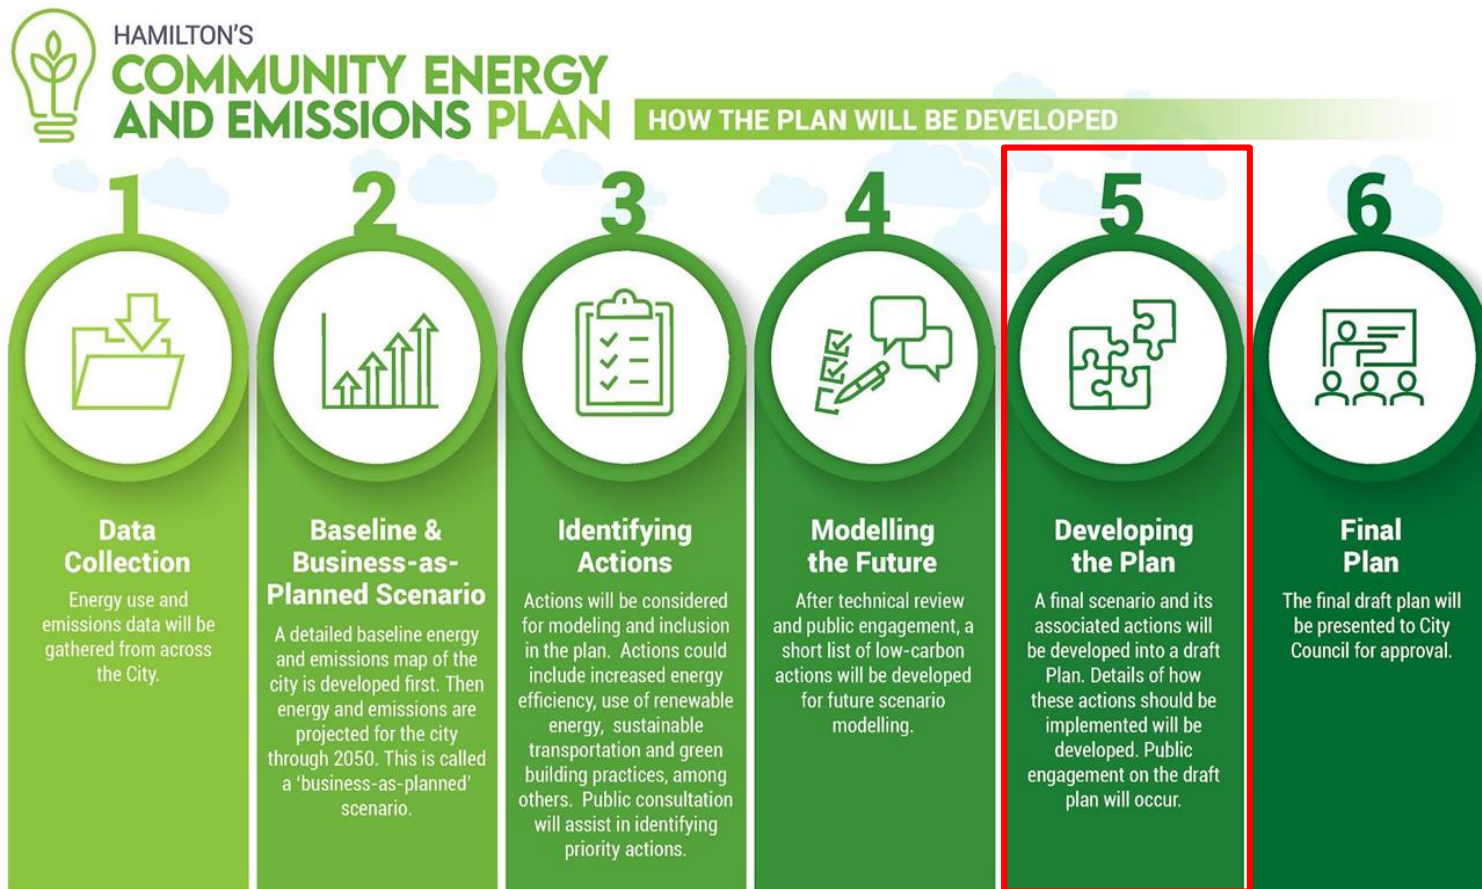 HAMILTON'S
COMMUNITY ENERGY
AND EMISSIONS PLAN
HOW THE PLAN WILL BE DEVELOPED
1
Data
Collection
Energy use and
emissions data will be
gathered from across
the City.
2
Baseline &
Business-as-
Planned Scenario
A detailed baseline energy
and emissions map of the
city is developed first. Then
energy and emissions are
projected for the city
through 2050. This is called
a ‘business-as-planned’
scenario.
3
Identifying
Actions
Actions will be considered
for modeling and inclusion
in the plan. Actions could
include increased energy
efficiency, use of renewable
energy, sustainable
transportation and green
building practices, among
others. Public consultation
will assist in identifying
priority actions.
4
Modelling
the Future
After technical review
and public engagement, a
short list of low-carbon
actions will be developed
for future scenario
modelling.
5
Developing
the Plan
A final scenario and its
associated actions will
be developed into a draft
Plan. Details of how
these actions should be
implemented will be
developed. Public
engagement on the draft
plan will occur.
6
Final
Plan
The final draft plan will
be presented to City
Council for approval.